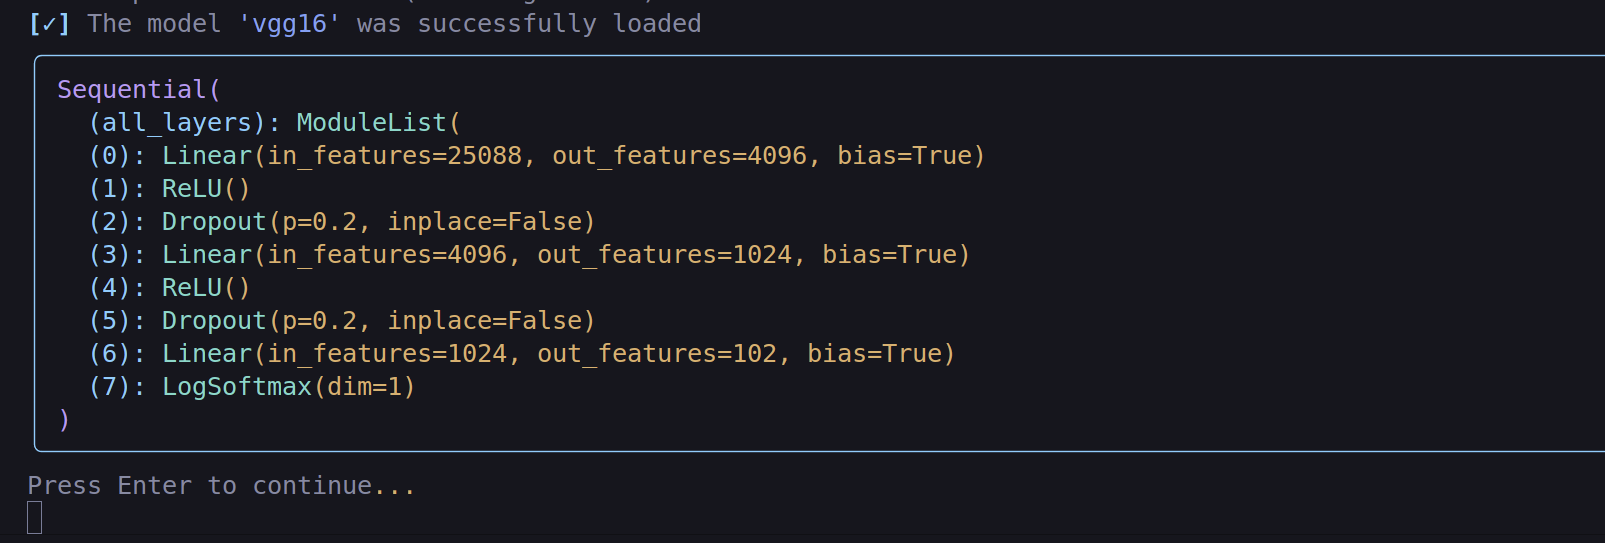 [✓] The model 'vgg16' was successfully loaded
Sequential(
  (all_layers): ModuleList(
  (0): Linear(in_features=25088, out_features=4096, bias=True)
  (1): ReLU()
  (2): Dropout(p=0.2, inplace=False)
  (3): Linear(in_features=4096, out_features=1024, bias=True)
  (4): ReLU()
  (5): Dropout(p=0.2, inplace=False)
  (6): Linear(in_features=1024, out_features=102, bias=True)
  (7): LogSoftmax(dim=1)
)
Press Enter to continue...